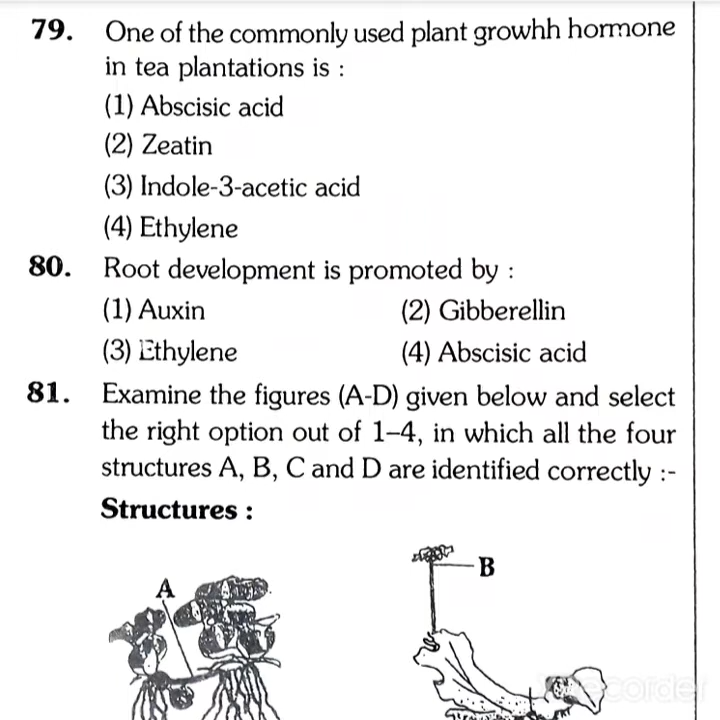 79. One of the commonly used plant growhh hormone
in tea plantations is :
(1) Abscisic acid
(2) Zeatin
(3) Indole-3-acetic acid
(4) Ethylene
80. Root development is promoted by :
(1) Auxin (2) Gibberellin
(3) Ethylene (4) Abscisic acid
81. Examine the figures (A-D) given below and select
the right option out of 1–4, in which all the four
structures A, B, C and D are identified correctly :-
Structures :
A
B